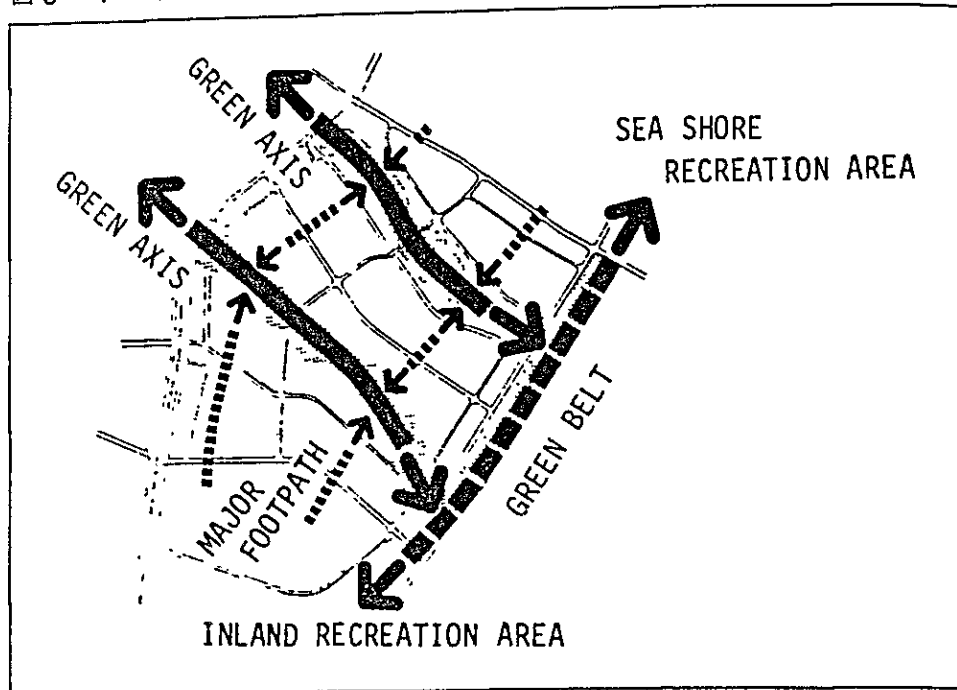 GREEN AXIS
SEA SHORE
RECREATION AREA
GREEN AXIS
GREEN BELT
MAJOR
FOOTPATH
INLAND RECREATION AREA